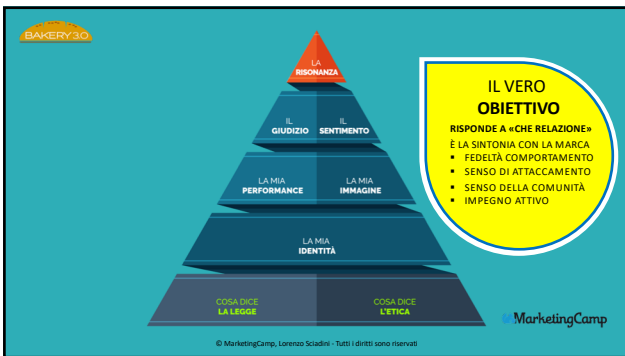 BAKERY 3.0
LA
RISONANZA
IL
GIUDIZIO
IL
SENTIMENTO
LA MIA
PERFORMANCE
LA MIA
IMMAGINE
LA MIA
IDENTITÀ
COSA DICE
LA LEGGE
COSA DICE
L'ETICA
IL VERO
OBIETTIVO
RISPONDE A «CHE RELAZIONE»
È LA SINTONIA CON LA MARCA
▪ FEDELTÀ COMPORTAMENTO
▪ SENSO DI ATTACCAMENTO
▪ SENSO DELLA COMUNITÀ
▪ IMPEGNO ATTIVO
MarketingCamp
© MarketingCamp, Lorenzo Sciadini - Tutti i diritti sono riservati